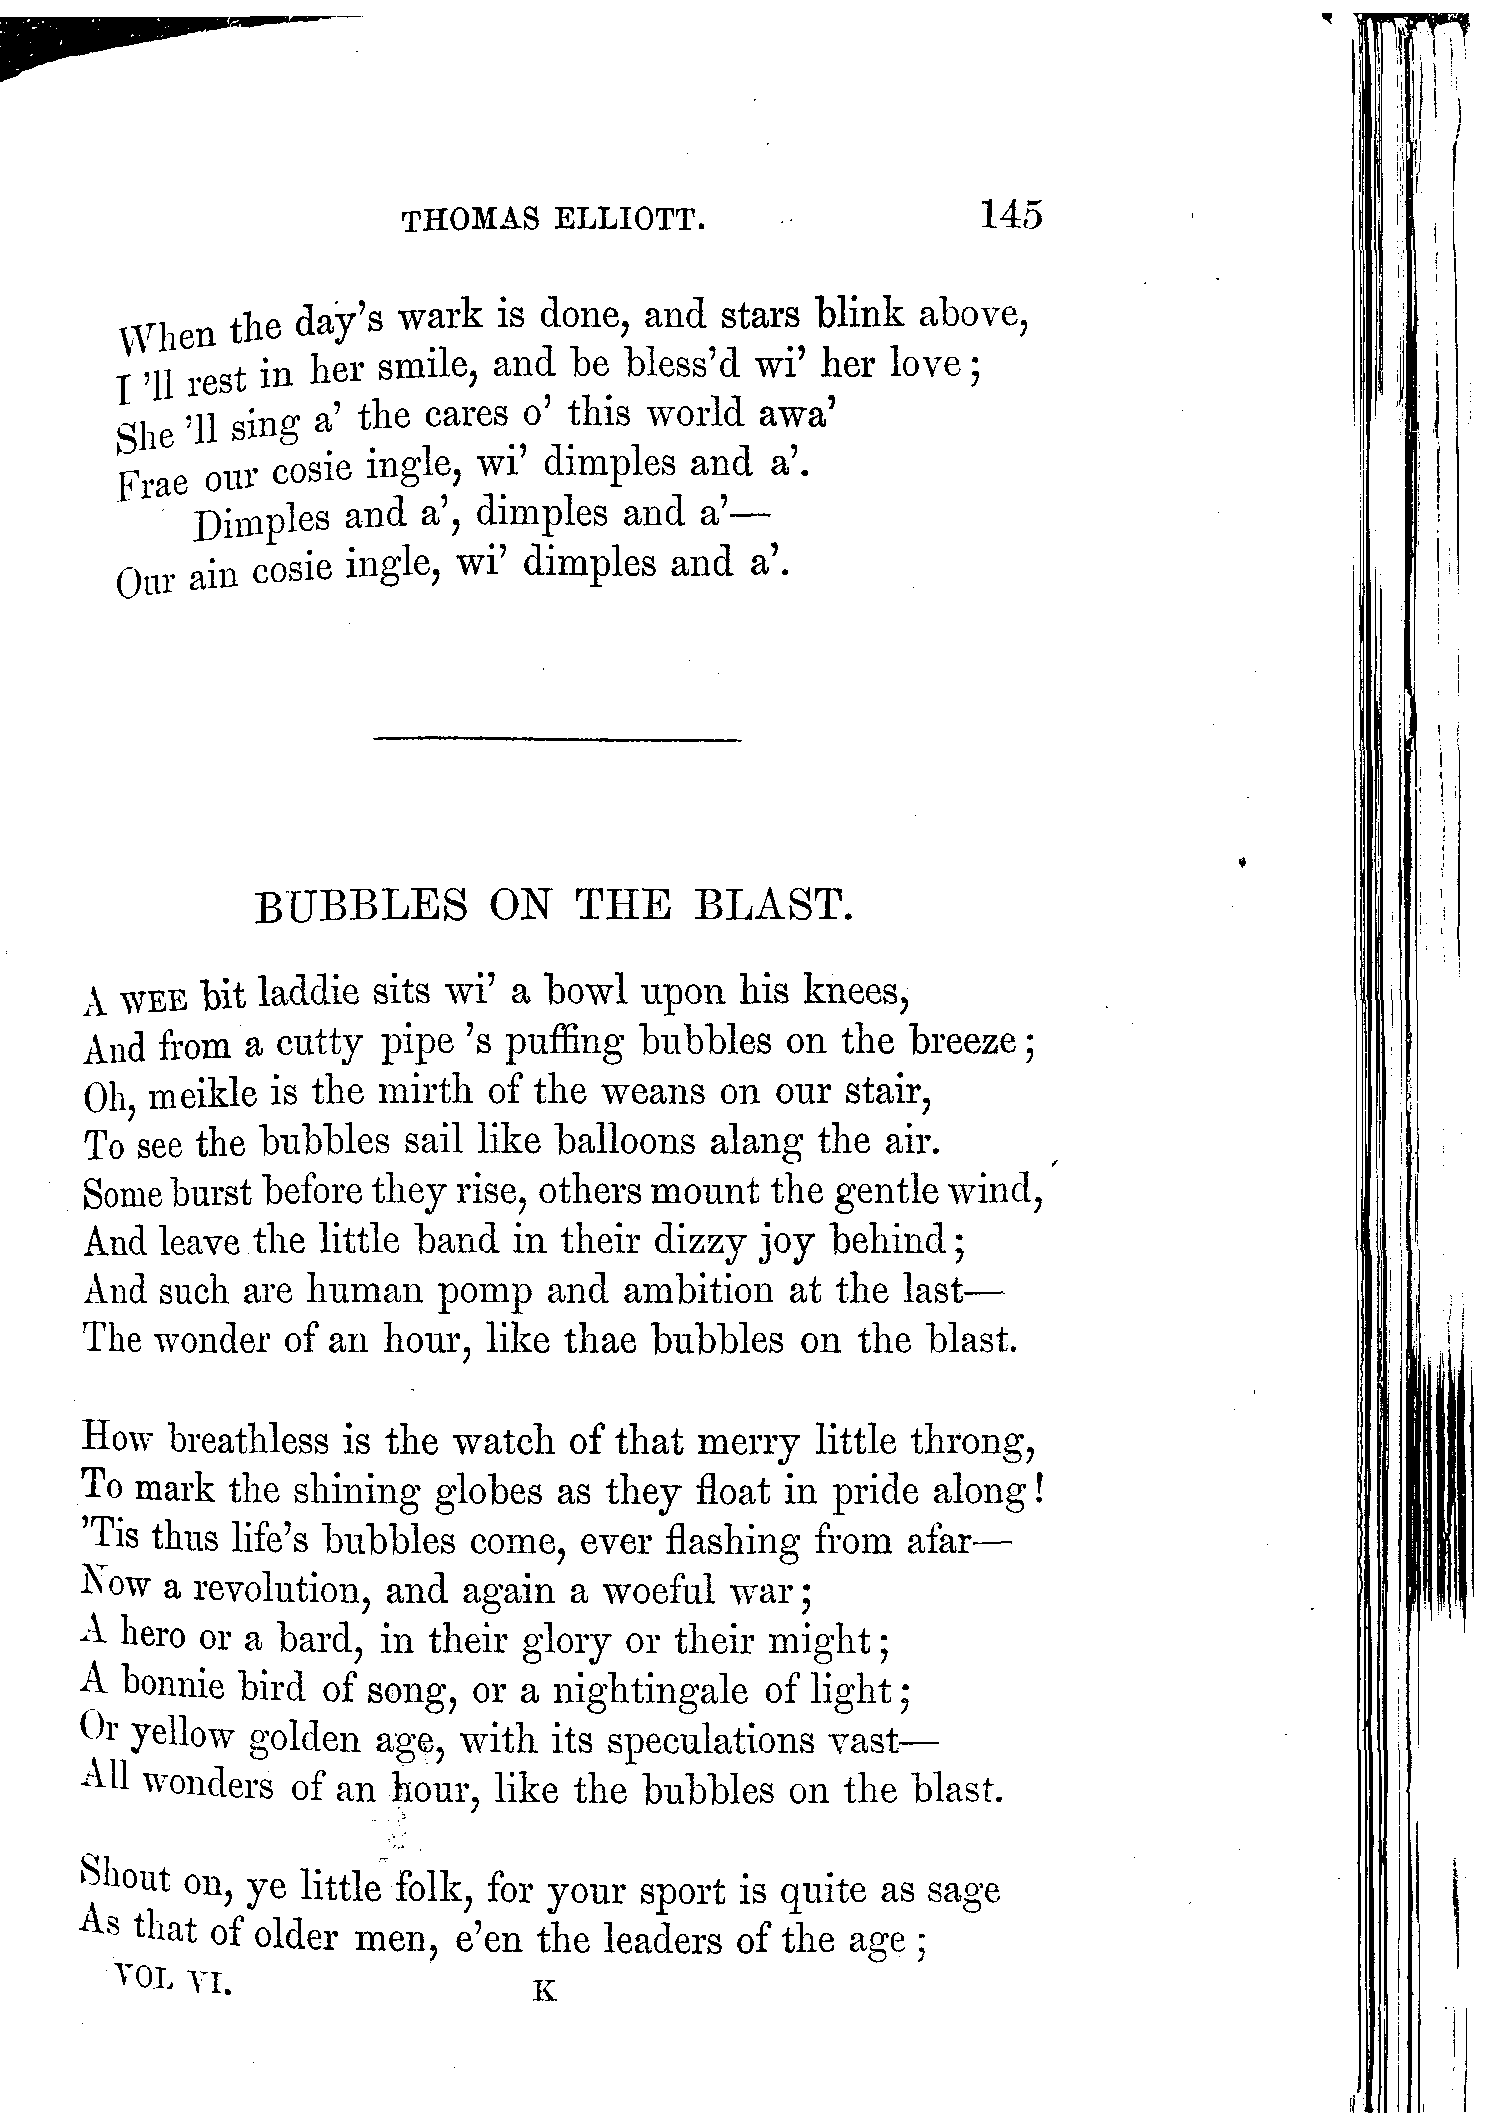 THOMAS ELLIOTT. 145
When the day's wark is done, and stars blink above,
I 'll rest in her smile, and be bless'd wi' her love;
She 'll sing a' the cares o' this world awa'
Frae our cosie ingle, wi' dimples and a'.
Dimples and a', dimples and a'—
Our ain cosie ingle, wi' dimples and a'.
BUBBLES ON THE BLAST.
A WEE bit laddie sits wi' a bowl upon his knees,
And from a cutty pipe 's puffing bubbles on the breeze;
Oh, meikle is the mirth of the weans on our stair,
To see the bubbles sail like balloons alang the air.
Some burst before they rise, others mount the gentle wind,
And leave the little band in their dizzy joy behind;
And such are human pomp and ambition at the last—
The wonder of an hour, like thae bubbles on the blast.
How breathless is the watch of that merry little throng,
To mark the shining globes as they float in pride along!
'Tis thus life's bubbles come, ever flashing from afar—
Now a revolution, and again a woeful war;
A hero or a bard, in their glory or their might;
A bonnie bird of song, or a nightingale of light;
Or yellow golden age, with its speculations vast—
All wonders of an hour, like the bubbles on the blast.
Shout on, ye little folk, for your sport is quite as sage
As that of older men, e'en the leaders of the age;
VOL VI. K